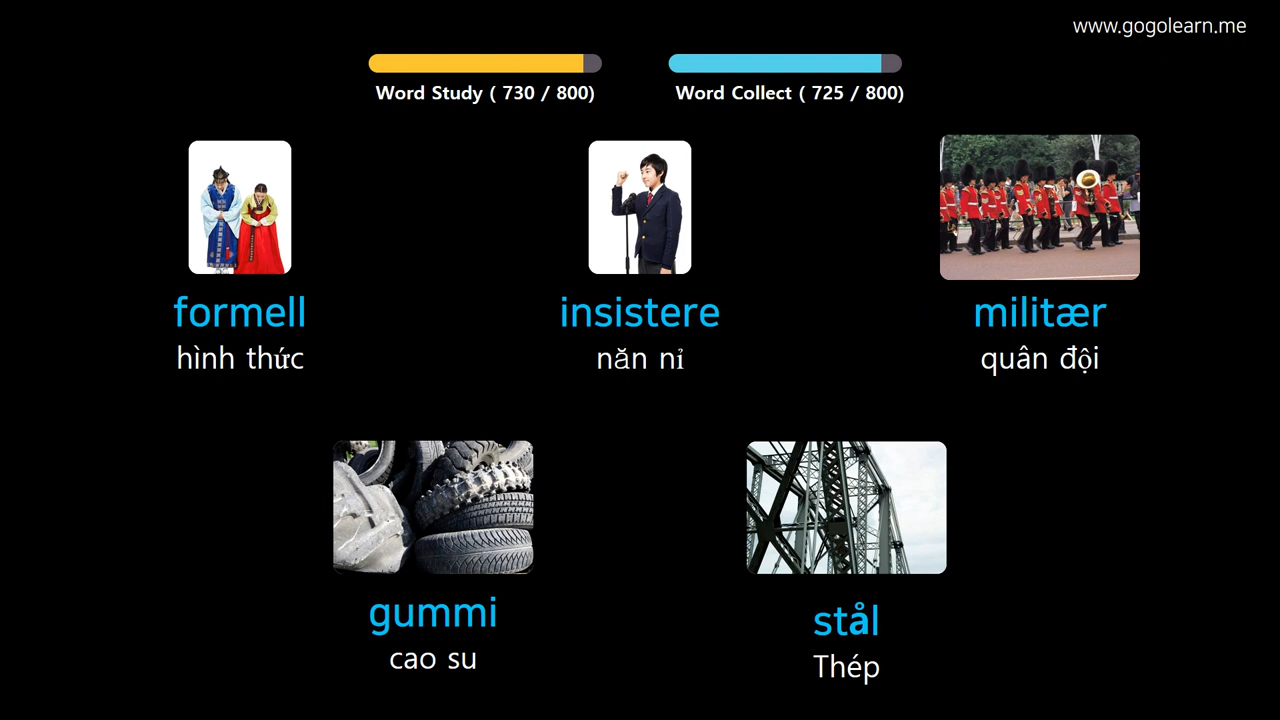 www.gogolearn.me
Word Study ( 730 / 800)
Word Collect ( 725 / 800)
formell
hình thức
insistere
năn nỉ
militær
quân đội
gummi
cao su
stål
Thép